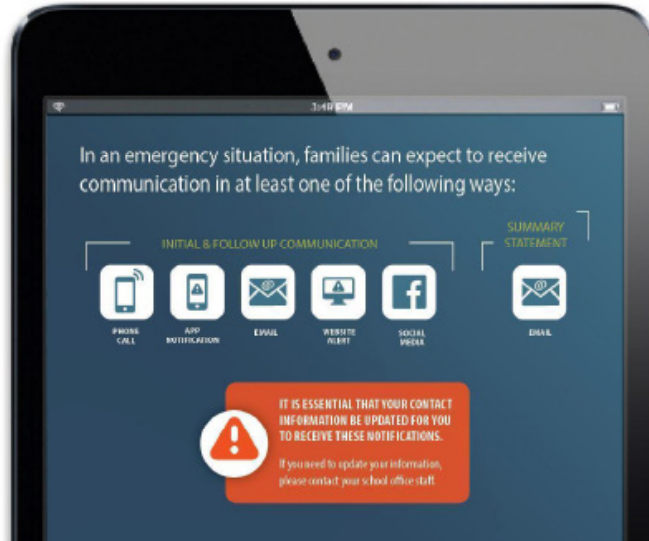 In an emergency situation, families can expect to receive
communication in at least one of the following ways:
SUMMARY
STATEMENT
INITIAL & FOLLOW UP COMMUNICATION
PHONE
CALL
APP
NOTIFICATION
EMAIL
WEBSITE
ALERT
SOCIAL
MEDIA
EMAIL
IT IS ESSENTIAL THAT YOUR CONTACT
INFORMATION BE UPDATED FOR YOU
TO RECEIVE THESE NOTIFICATIONS.
If you need to update your information,
please contact your school office staff.